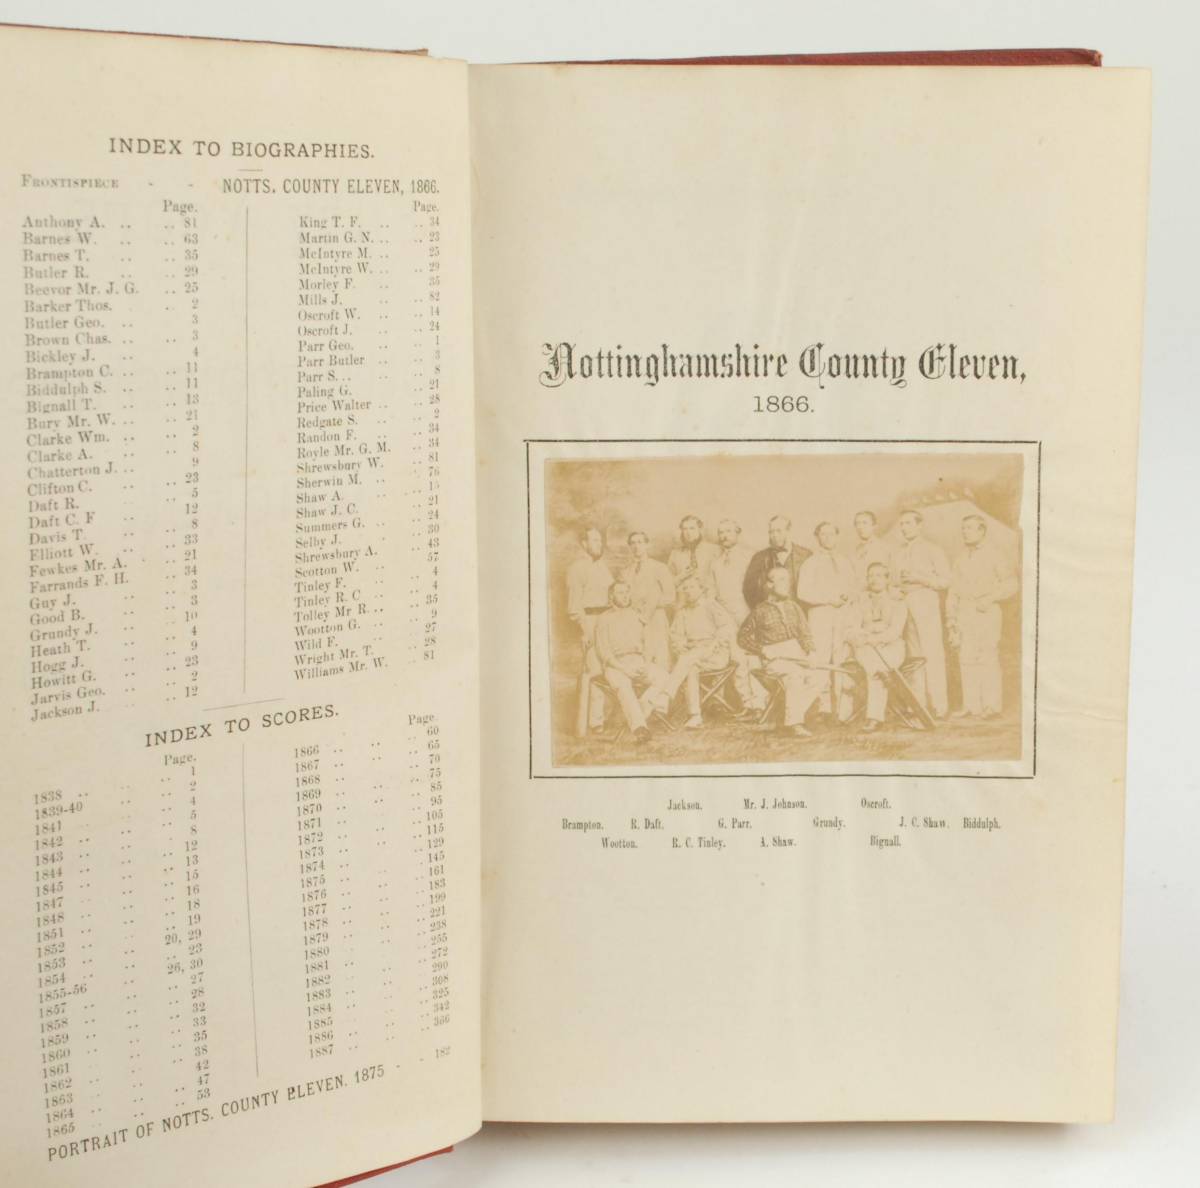 INDEX TO BIOGRAPHIES.
FRONTISPIECE - - NOTTS. COUNTY ELEVEN, 1866.
Page.
Anthony A. .. .. 81
Barnes W. .. .. 63
Barnes T. .. .. 35
Butler R. .. .. 29
Beevor Mr. J. G. .. 25
Barker Thos. . 2
Butler Geo. .. 3
Brown Chas. .. .. 3
Bickley J. .. 4
Brampton C. .. .. 11
Biddulph S. .. .. 11
Bignall T. .. .. 13
Bury Mr. W. .. .. 21
Clarke Wm. .. .. 2
Clarke A. .. .. 8
Chatterton J. .. 9
Clifton C. .. .. 23
Daft R. .. 5
Daft C. F .. 12
Davis T. .. 8
Elliott W. .. 33
Fewkes Mr. A. .. 21
Farrands F. H. .. 34
Guy J. .. .. 3
Good B. .. .. 3
Grundy J. .. .. 10
Heath T. .. .. 4
Hogg J. .. .. 9
Howitt G. .. .. 23
Jarvis Geo. .. .. 2
Jackson J. .. .. 12
Page.
King T. F. .. .. 34
Martin G. N. .. .. 23
McIntyre M. .. .. 25
McIntyre W. .. .. 29
Morley F. .. 35
Mills J. .. .. 82
Oscroft W. .. .. 14
Oscroft J. .. .. 24
Parr Geo. .. .. 1
Parr Butler .. .. 3
Parr S. .. .. .. 8
Paling G. .. 21
Price Walter .. .. 28
Redgate S. .. .. 2
Randon F. .. .. 34
Royle Mr. G. M. .. 34
Shrewsbury W. .. 81
Sherwin M. .. . 76
Shaw A. .. .. 15
Shaw J. C. .. 21
Summers G. .. .. 24
Selby J. .. .. 30
Shrewsbury A. .. 43
Scotton W. .. 57
Tinley F. .. .. 4
Tinley R. C .. .. 4
Tolley Mr R. .. .. 35
Wootton G. .. .. 9
Wild F. .. 27
Wright Mr. T. .. 28
Williams Mr. W. .. 81
INDEX TO SCORES.
Page.
1838 .. .. 1
1839-40 .. 2
1841 .. 4
1842 .. .. 5
1843 .. .. 8
1844 .. .. 12
1845 .. .. 13
1847 .. .. 15
1848 .. .. 16
1851 .. .. 18
1852 .. .. 19
1853 .. .. 20, 29
1854 .. .. 23
1855-56 .. 26, 30
1857 .. .. 27
1858 .. .. 28
1859 .. .. 32
1860 .. .. 33
1861 .. .. 35
1862 .. .. 38
1863 .. .. 42
1864 .. .. 47
1865 .. .. 53
Page.
1866 .. .. 60
1867 .. .. 65
1868 .. .. 70
1869 .. .. 75
1870 .. .. 85
1871 .. .. 95
1872 .. .. 105
1873 .. .. 115
1874 .. .. 129
1875 .. .. 145
1876 .. .. 161
1877 .. .. 183
1878 .. .. 199
1879 .. .. 221
1880 .. 238
1881 .. .. 255
1882 .. .. 272
1883 .. .. 290
1884 .. .. 308
1885 .. 325
1886 .. .. 342
1887 .. .. 366
PORTRAIT OF NOTTS. COUNTY ELEVEN, 1875 - - 182
Nottinghamshire County Eleven,
1866.
Jackson. Mr. J. Johnson. Oscroft.
Brampton. R. Daft. G. Parr. Grundy. J. C. Shaw. Biddulph.
Wootton. R. C. Tinley. A. Shaw. Bignall.